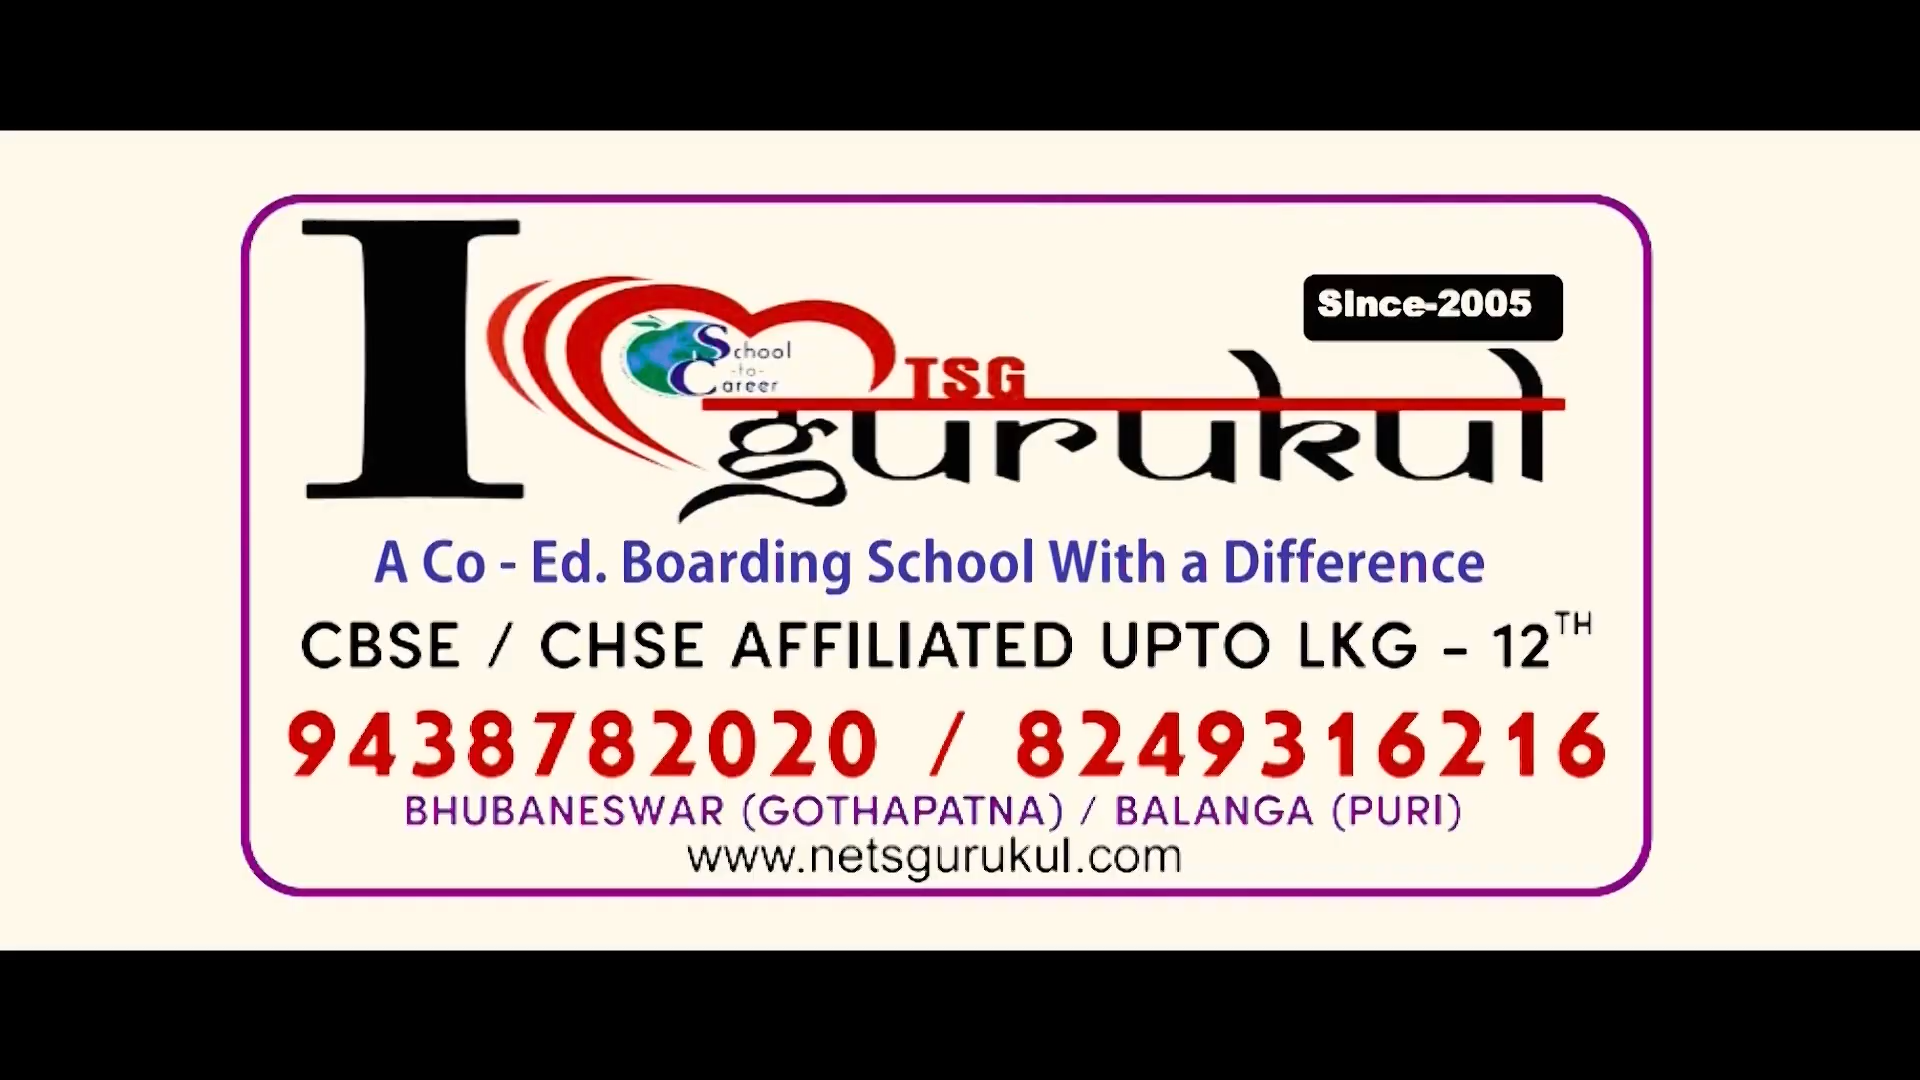 Since-2005
I
School
-to-
Career
TSG
gurukul
A Co - Ed. Boarding School With a Difference
CBSE / CHSE AFFILIATED UPTO LKG - 12TH
9438782020 / 8249316216
BHUBANESWAR (GOTHAPATNA) / BALANGA (PURI)
www.netsgurukul.com